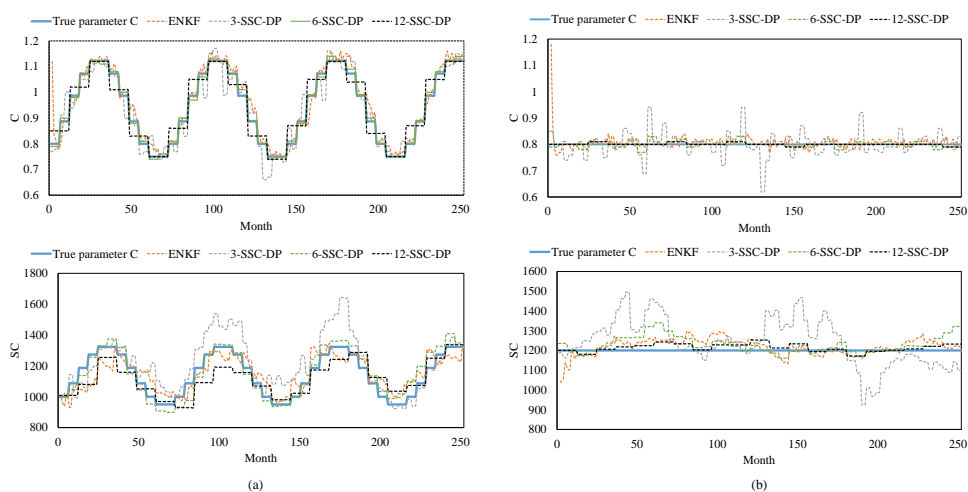 True parameter C ENKF 3-SSC-DP 6-SSC-DP 12-SSC-DP
1.2
1.1
1
0.9
0.8
0.7
0.6
C
0 50 100 150 200 250
Month
True parameter C ENKF 3-SSC-DP 6-SSC-DP 12-SSC-DP
1.2
1.1
1
0.9
0.8
0.7
0.6
C
0 50 100 150 200 250
Month
True parameter C ENKF 3-SSC-DP 6-SSC-DP 12-SSC-DP
1800
1600
1400
1200
1000
800
SC
0 50 100 150 200 250
Month
(a)
True parameter C ENKF 3-SSC-DP 6-SSC-DP 12-SSC-DP
1600
1500
1400
1300
1200
1100
1000
900
800
SC
0 50 100 150 200 250
Month
(b)